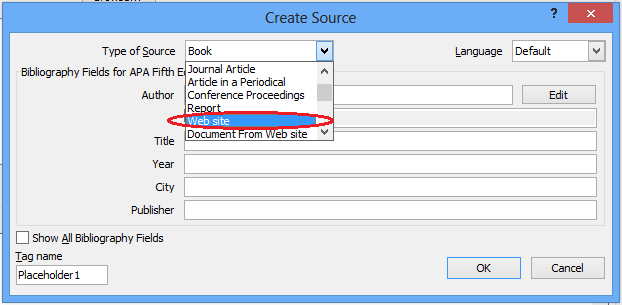 Create Source
?
Type of Source Book Language Default
Journal Article
Bibliography Fields for APA Fifth
Article in a Periodical
Author Conference Proceedings Edit
Report
Web site
Title Document From Web site
Year
City
Publisher
Show All Bibliography Fields
Tag name
Placeholder1 OK Cancel